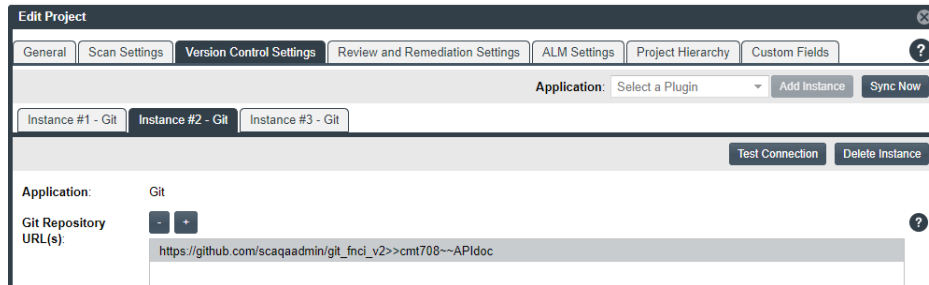 Edit Project
General Scan Settings Version Control Settings Review and Remediation Settings ALM Settings Project Hierarchy Custom Fields ?
Application: Select a Plugin Add Instance Sync Now
Instance #1 - Git Instance #2 - Git Instance #3 - Git
Test Connection Delete Instance
Application: Git
Git Repository URL(s): - + ?
https://github.com/scaqaadmin/git_fnci_v2>>cmt708~~APIdoc